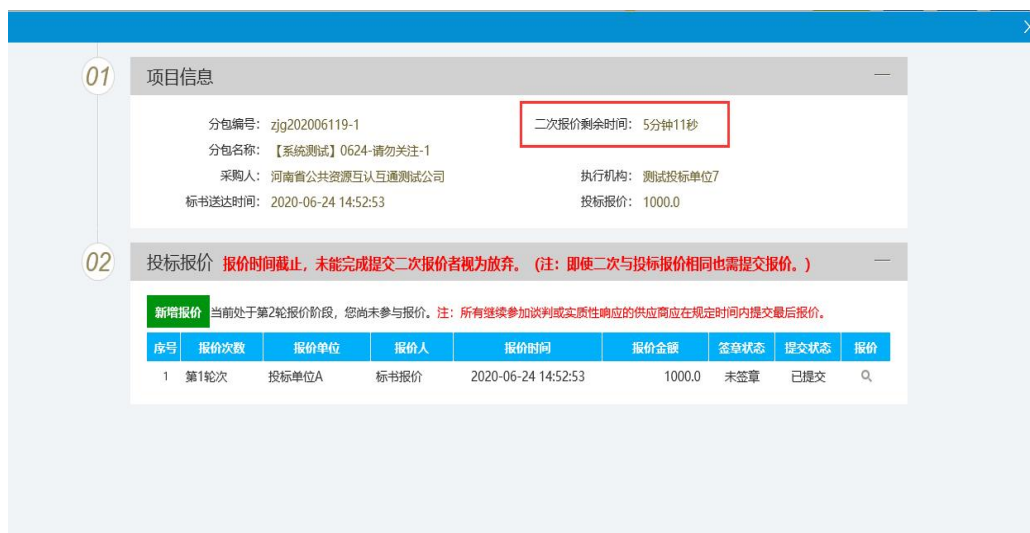 01 项目信息
分包编号： zjg202006119-1 二次报价剩余时间： 5分钟11秒
分包名称： 【系统测试】0624-请勿关注-1
采购人： 河南省公共资源互认互通测试公司 执行机构： 测试投标单位7
标书送达时间： 2020-06-24 14:52:53 投标报价： 1000.0
02 投标报价 报价时间截止，未能完成提交二次报价者视为放弃。（注：即使二次与投标报价相同也需提交报价。）
新增报价 当前处于第2轮报价阶段，您尚未参与报价。注：所有继续参加谈判或实质性响应的供应商应在规定时间内提交最后报价。
序号 报价次数 报价单位 报价人 报价时间 报价金额 签章状态 提交状态 报价
1 第1轮次 投标单位A 标书报价 2020-06-24 14:52:53 1000.0 未签章 已提交